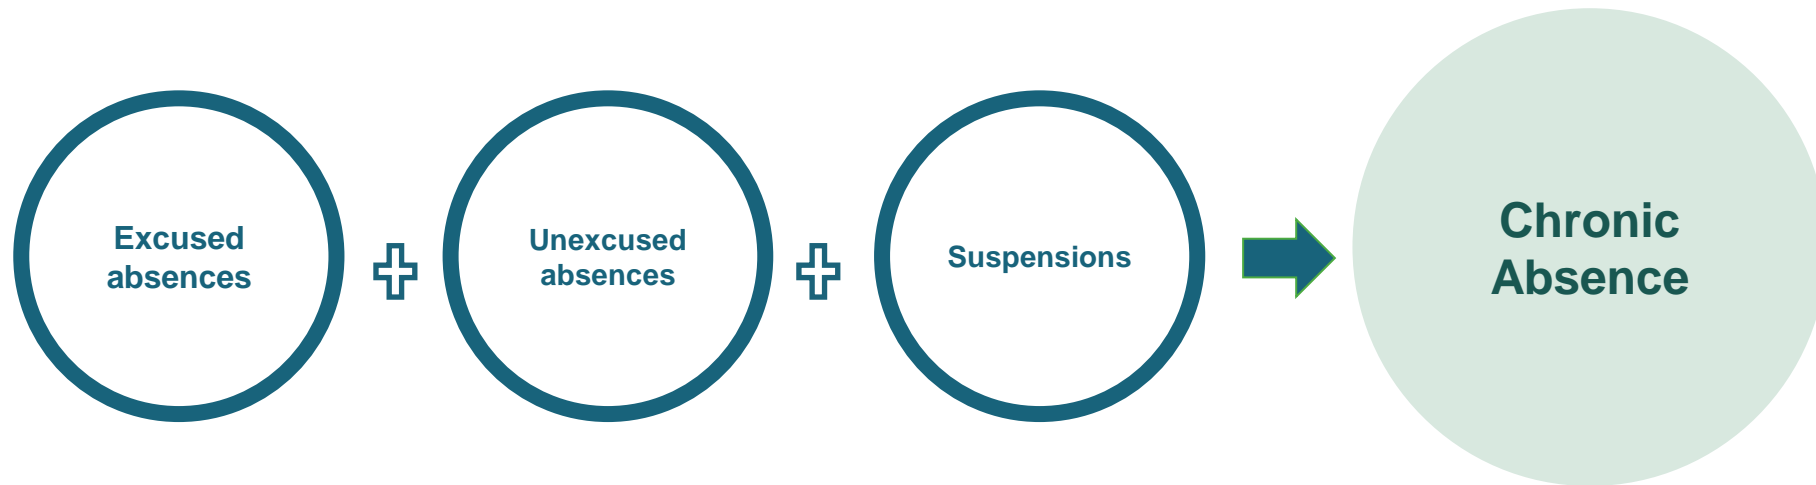 Excused
absences
Unexcused
absences
Suspensions
Chronic
Absence